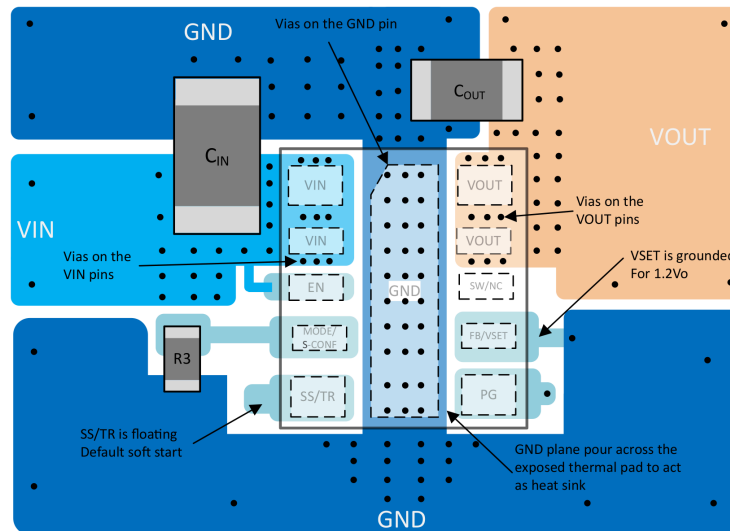 GND
Vias on the GND pin
C_OUT
VOUT
C_IN
VIN
VIN
VOUT
Vias on the
VOUT pins
VIN
VOUT
Vias on the
VIN pins
VSET is grounded
For 1.2Vo
EN
GND
SW/NC
MODE/
S-CONF
FB/VSET
R3
SS/TR
PG
SS/TR is floating
Default soft start
GND plane pour across the
exposed thermal pad to act
as heat sink
GND